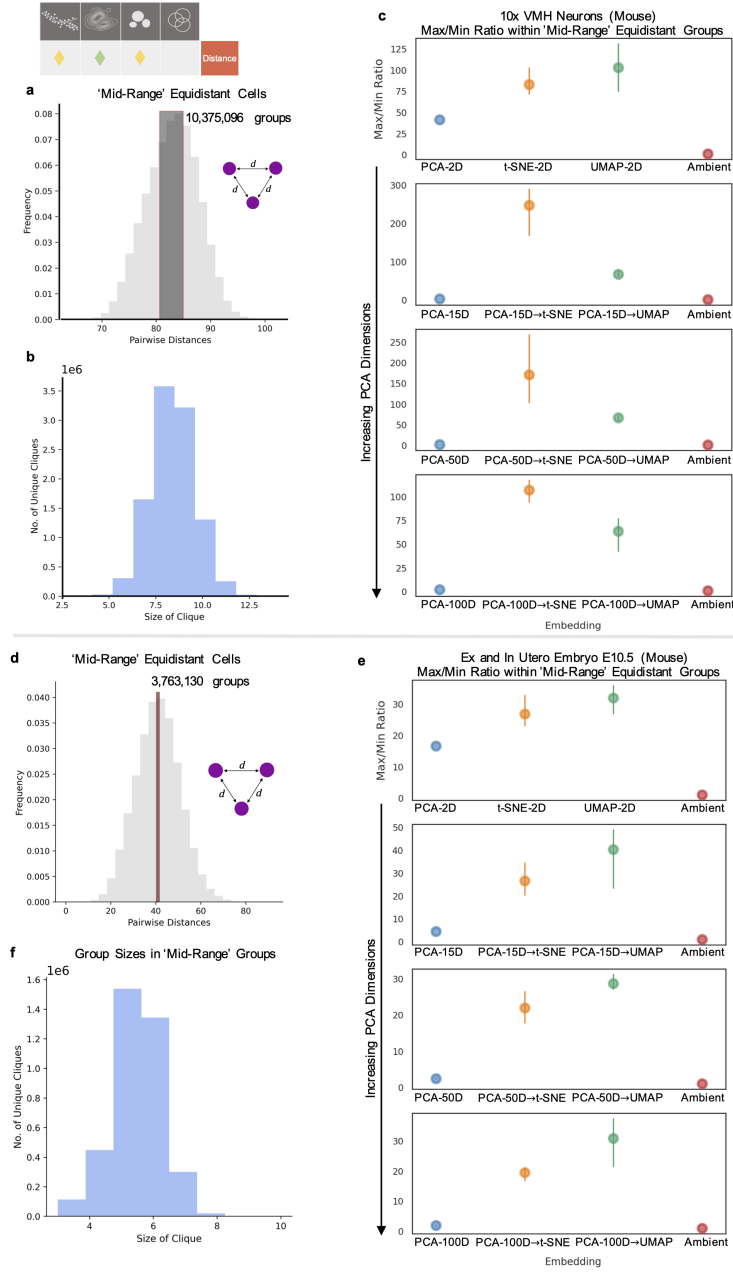 Distance
a
'Mid-Range' Equidistant Cells
10,375,096 groups
d
d
d
0.08
0.07
0.06
0.05
0.04
0.03
0.02
0.01
0.00
Frequency
70
80
90
100
Pairwise Distances
b
1e6
3.5
3.0
2.5
2.0
1.5
1.0
0.5
0.0
No. of Unique Cliques
2.5
5.0
7.5
10.0
12.5
Size of Clique
c
10x VMH Neurons (Mouse)
Max/Min Ratio within 'Mid-Range' Equidistant Groups
Max/Min Ratio
125
100
75
50
25
0
PCA-2D
t-SNE-2D
UMAP-2D
Ambient
300
200
100
0
PCA-15D
PCA-15D→t-SNE
PCA-15D→UMAP
Ambient
Increasing PCA Dimensions
250
200
150
100
50
0
PCA-50D
PCA-50D→t-SNE
PCA-50D→UMAP
Ambient
100
75
50
25
0
PCA-100D
PCA-100D→t-SNE
PCA-100D→UMAP
Ambient
Embedding
d
'Mid-Range' Equidistant Cells
3,763,130 groups
d
d
d
0.040
0.035
0.030
0.025
0.020
0.015
0.010
0.005
0.000
Frequency
0
20
40
60
80
Pairwise Distances
f
Group Sizes in 'Mid-Range' Groups
1e6
1.6
1.4
1.2
1.0
0.8
0.6
0.4
0.2
0.0
No. of Unique Cliques
4
6
8
10
Size of Clique
e
Ex and In Utero Embryo E10.5 (Mouse)
Max/Min Ratio within 'Mid-Range' Equidistant Groups
Max/Min Ratio
30
20
10
0
PCA-2D
t-SNE-2D
UMAP-2D
Ambient
50
40
30
20
10
0
PCA-15D
PCA-15D→t-SNE
PCA-15D→UMAP
Ambient
Increasing PCA Dimensions
30
20
10
0
PCA-50D
PCA-50D→t-SNE
PCA-50D→UMAP
Ambient
30
20
10
0
PCA-100D
PCA-100D→t-SNE
PCA-100D→UMAP
Ambient
Embedding